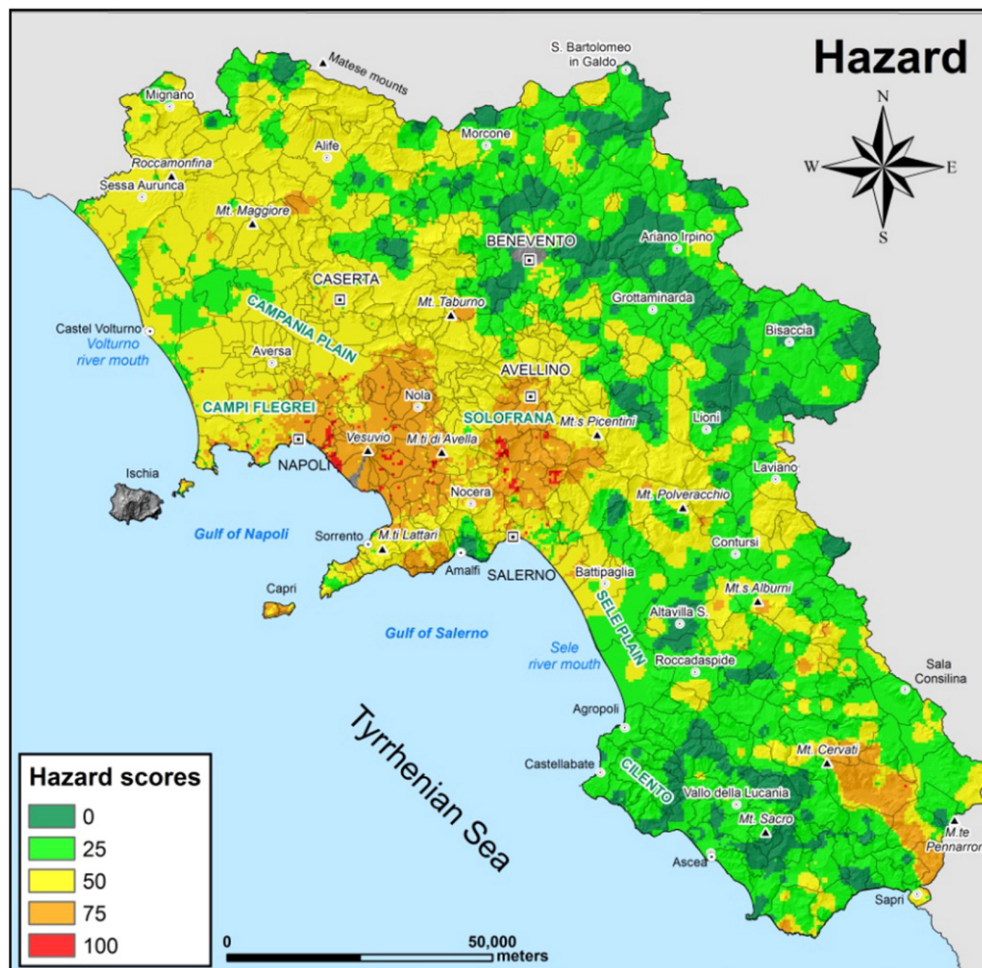 Hazard
N
W
E
S
S. Bartolomeo
in Galdo
Matese mounts
Mignano
Morcone
Alife
Roccamonfina
Sessa Aurunca
Mt. Maggiore
BENEVENTO
Ariano Irpino
CASERTA
Mt. Taburno
Grottaminarda
CAMPANIA PLAIN
Castel Volturno
Volturno
river mouth
Bisaccia
Aversa
AVELLINO
Nola
CAMPI FLEGREI
SOLOFRANA
Lioni
Mt.s Picentini
Vesuvio
M.ti di Avella
NAPOLI
Laviano
Ischia
Nocera
Mt. Polveracchio
Gulf of Napoli
Sorrento
M.ti Lattari
Contursi
Amalfi
SALERNO
Battipaglia
Mt.s Alburni
Capri
SELE PLAIN
Altavilla S.
Gulf of Salerno
Sele
river mouth
Roccadaspide
Sala
Consilina
Agropoli
Tyrrhenian Sea
Mt. Cervati
Castellabate
CILENTO
Vallo della Lucania
Mt. Sacro
M.te
Pennarron
Ascea
Sapri
Hazard scores
0
25
50
75
100
0
50,000
meters